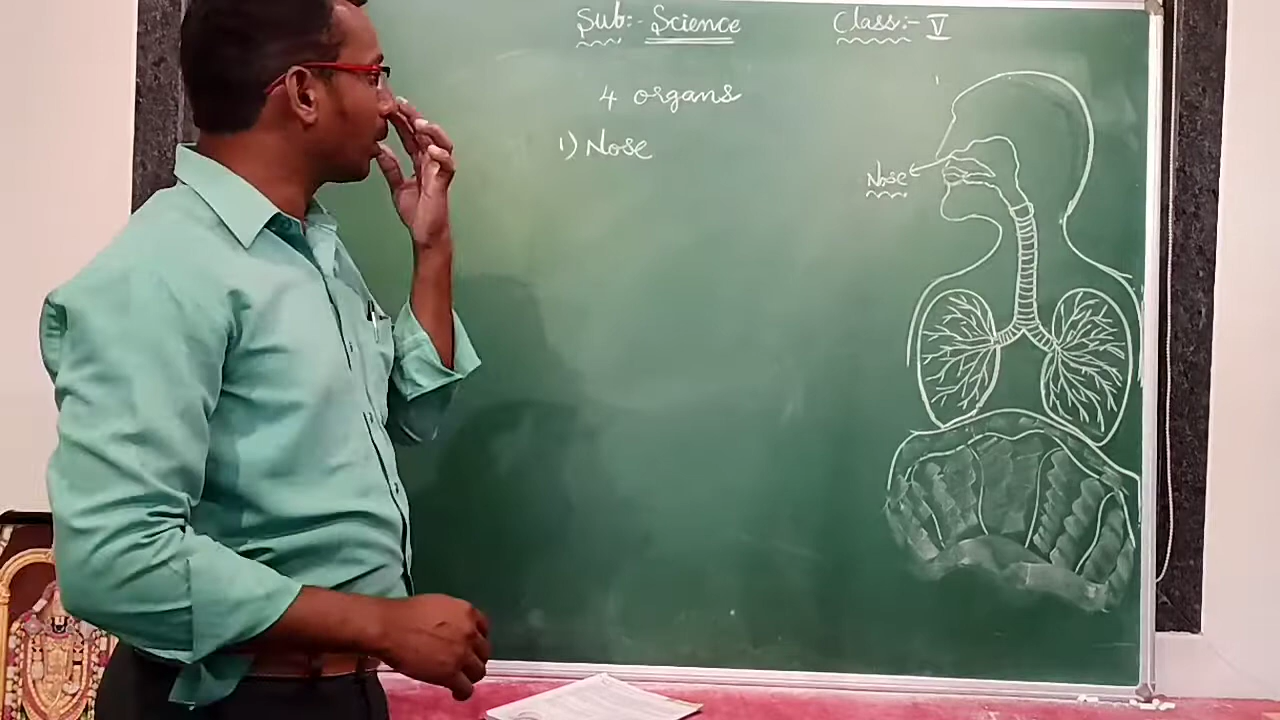 Sub:- Science Class:- V
4 organs
1) Nose
Nose